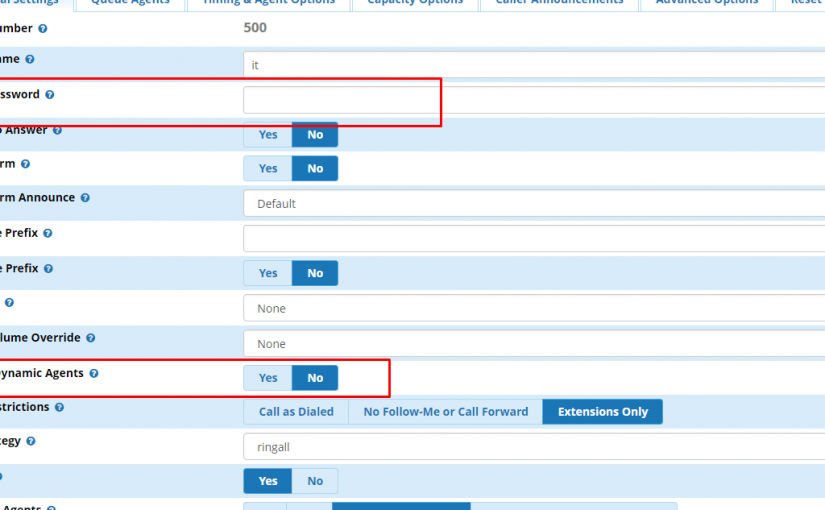 al Settings Queue Agents Timing & Agent Options Capacity Options Caller Announcements Advanced Options Reset
umber 500
ame it
ssword
o Answer Yes No
rm Yes No
rm Announce Default
e Prefix
e Prefix Yes No
None
lume Override None
ynamic Agents Yes No
strictions Call as Dialed No Follow-Me or Call Forward Extensions Only
tegy ringall
Yes No
Agents